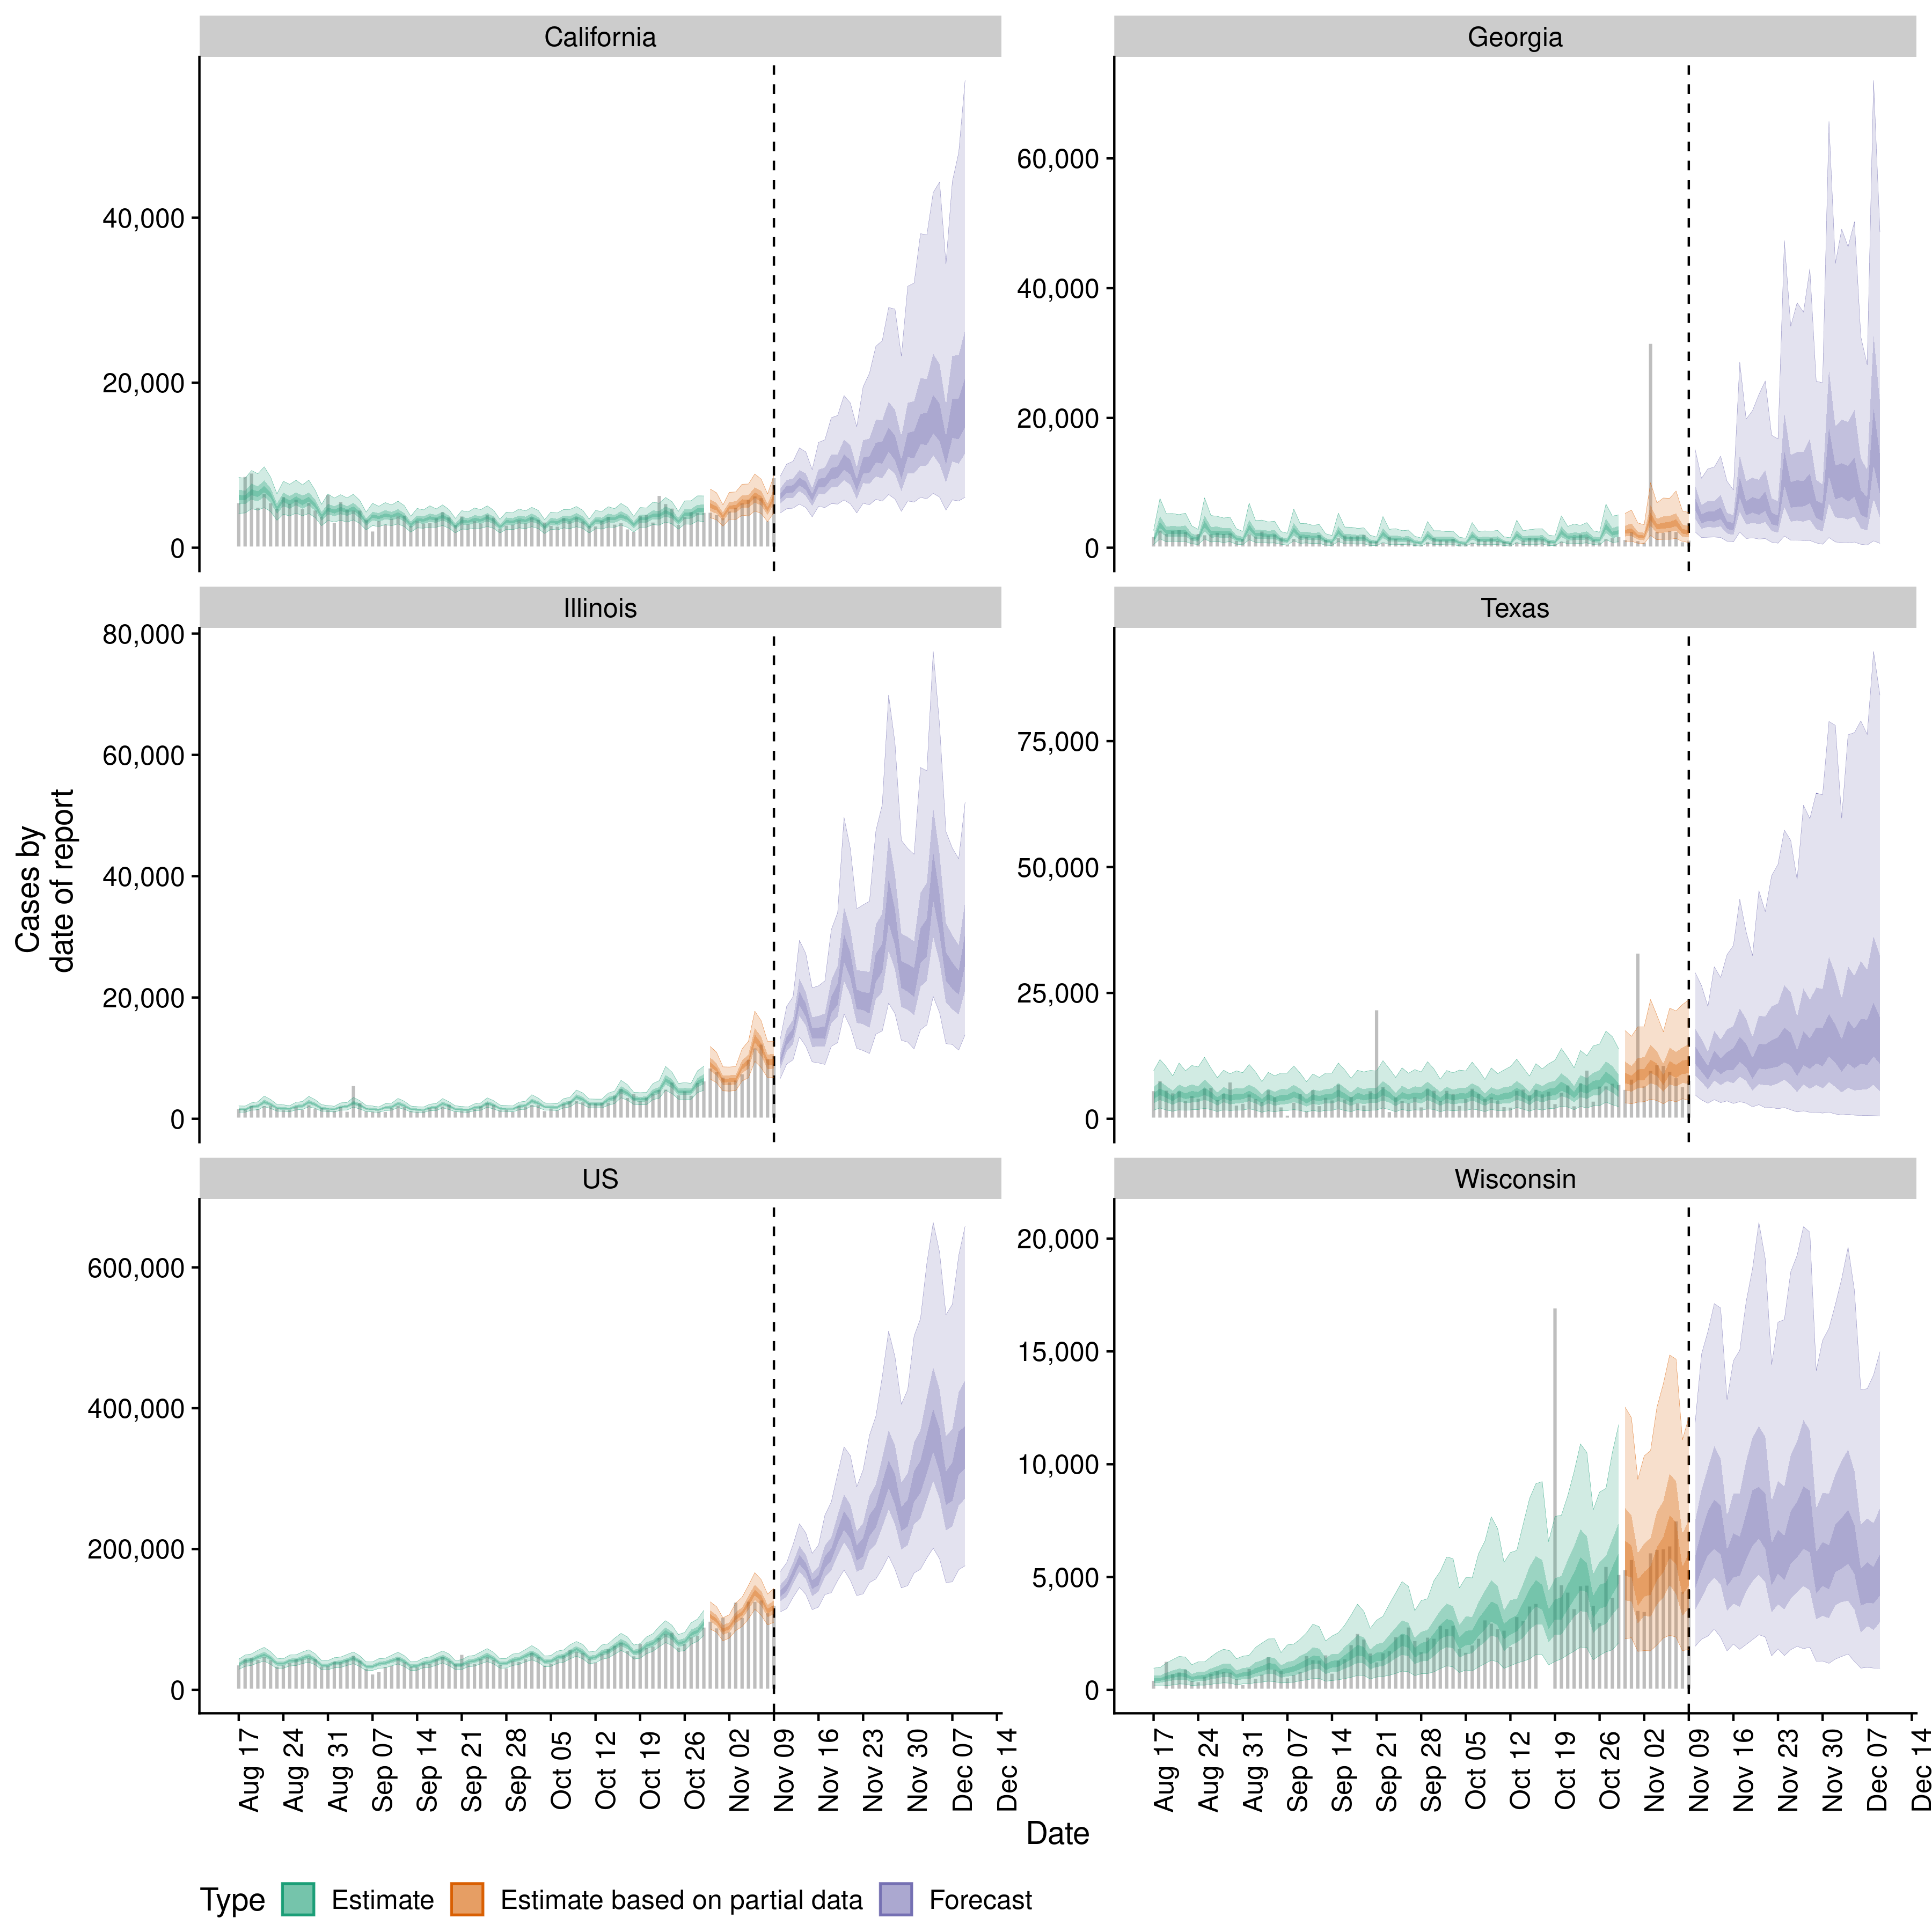 California
Georgia
40,000
20,000
0
60,000
40,000
20,000
0
Illinois
Texas
80,000
60,000
40,000
20,000
0
75,000
50,000
25,000
0
Cases by
date of report
US
Wisconsin
600,000
400,000
200,000
0
20,000
15,000
10,000
5,000
0
Aug 17
Aug 24
Aug 31
Sep 07
Sep 14
Sep 21
Sep 28
Oct 05
Oct 12
Oct 19
Oct 26
Nov 02
Nov 09
Nov 16
Nov 23
Nov 30
Dec 07
Dec 14
Aug 17
Aug 24
Aug 31
Sep 07
Sep 14
Sep 21
Sep 28
Oct 05
Oct 12
Oct 19
Oct 26
Nov 02
Nov 09
Nov 16
Nov 23
Nov 30
Dec 07
Dec 14
Date
Type Estimate Estimate based on partial data Forecast